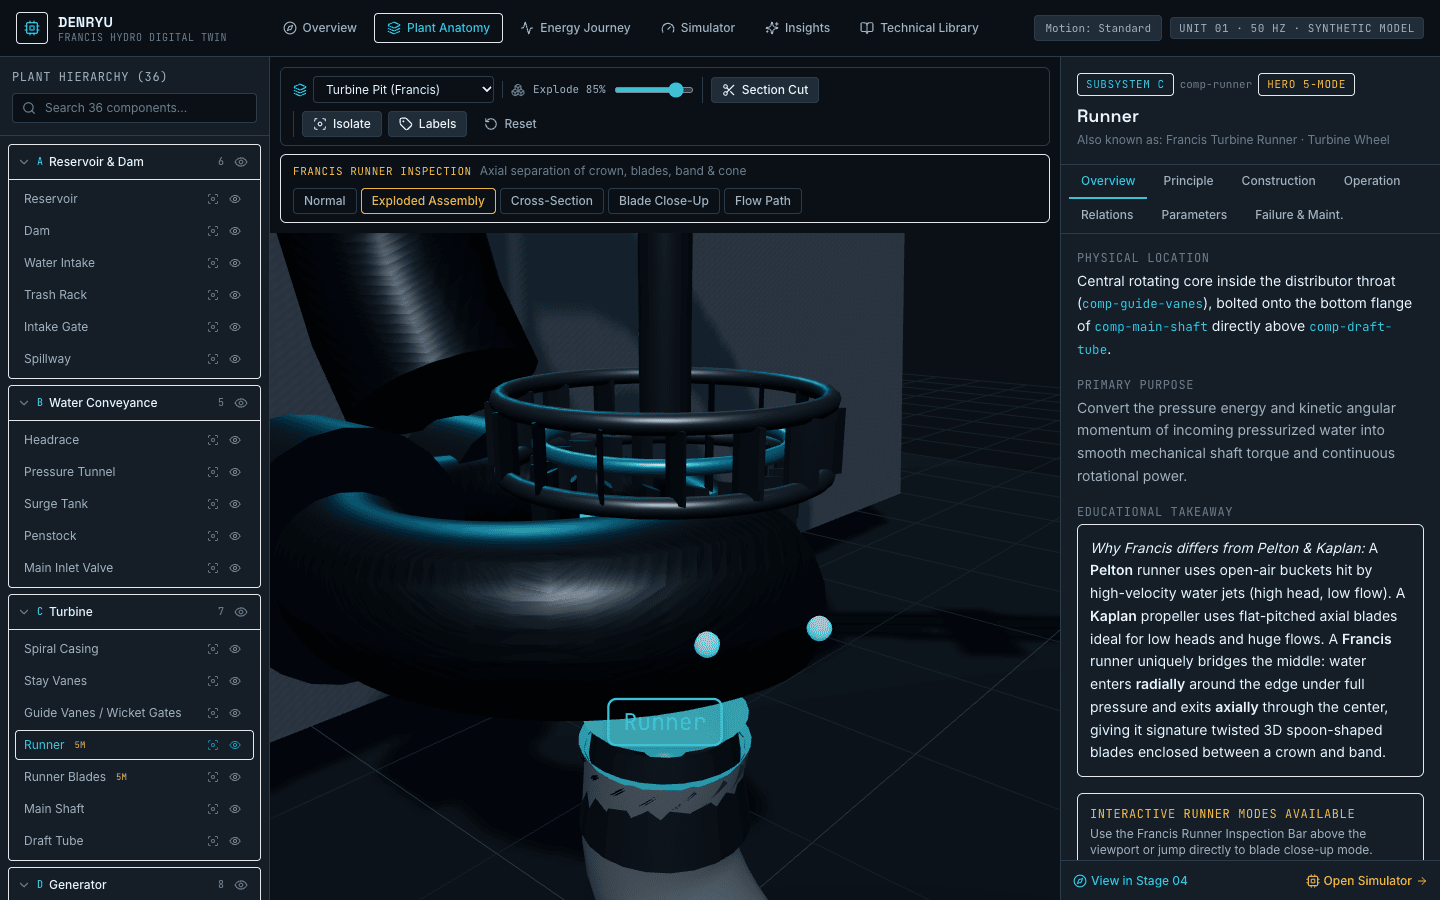 DENRYU
FRANCIS HYDRO DIGITAL TWIN
Overview
Plant Anatomy
Energy Journey
Simulator
Insights
Technical Library
Motion: Standard
UNIT 01 · 50 HZ · SYNTHETIC MODEL
PLANT HIERARCHY (36)
Search 36 components...
A Reservoir & Dam 6
Reservoir
Dam
Water Intake
Trash Rack
Intake Gate
Spillway
B Water Conveyance 5
Headrace
Pressure Tunnel
Surge Tank
Penstock
Main Inlet Valve
C Turbine 7
Spiral Casing
Stay Vanes
Guide Vanes / Wicket Gates
Runner 5M
Runner Blades 5M
Main Shaft
Draft Tube
D Generator 8
Turbine Pit (Francis)
Explode 85%
Section Cut
Isolate
Labels
Reset
FRANCIS RUNNER INSPECTION Axial separation of crown, blades, band & cone
Normal
Exploded Assembly
Cross-Section
Blade Close-Up
Flow Path
Runner
SUBSYSTEM C comp-runner HERO 5-MODE
Runner
Also known as: Francis Turbine Runner · Turbine Wheel
Overview
Principle
Construction
Operation
Relations
Parameters
Failure & Maint.
PHYSICAL LOCATION
Central rotating core inside the distributor throat
(comp-guide-vanes), bolted onto the bottom flange
of comp-main-shaft directly above comp-draft-
tube.
PRIMARY PURPOSE
Convert the pressure energy and kinetic angular
momentum of incoming pressurized water into
smooth mechanical shaft torque and continuous
rotational power.
EDUCATIONAL TAKEAWAY
Why Francis differs from Pelton & Kaplan: A
Pelton runner uses open-air buckets hit by
high-velocity water jets (high head, low flow). A
Kaplan propeller uses flat-pitched axial blades
ideal for low heads and huge flows. A Francis
runner uniquely bridges the middle: water
enters radially around the edge under full
pressure and exits axially through the center,
giving it signature twisted 3D spoon-shaped
blades enclosed between a crown and band.
INTERACTIVE RUNNER MODES AVAILABLE
Use the Francis Runner Inspection Bar above the
viewport or jump directly to blade close-up mode.
View in Stage 04
Open Simulator →